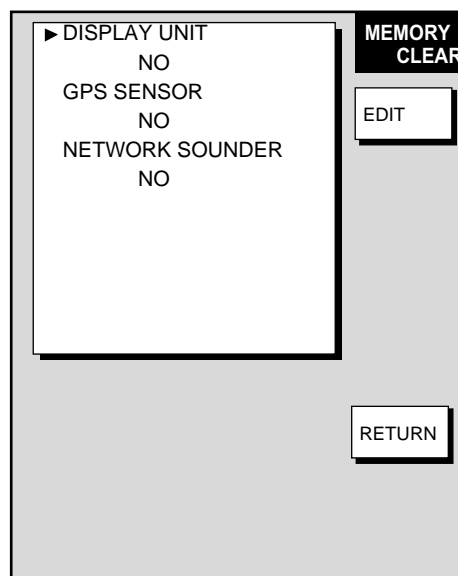 ▶ DISPLAY UNIT
NO
GPS SENSOR
NO
NETWORK SOUNDER
NO
MEMORY
CLEAR
EDIT
RETURN